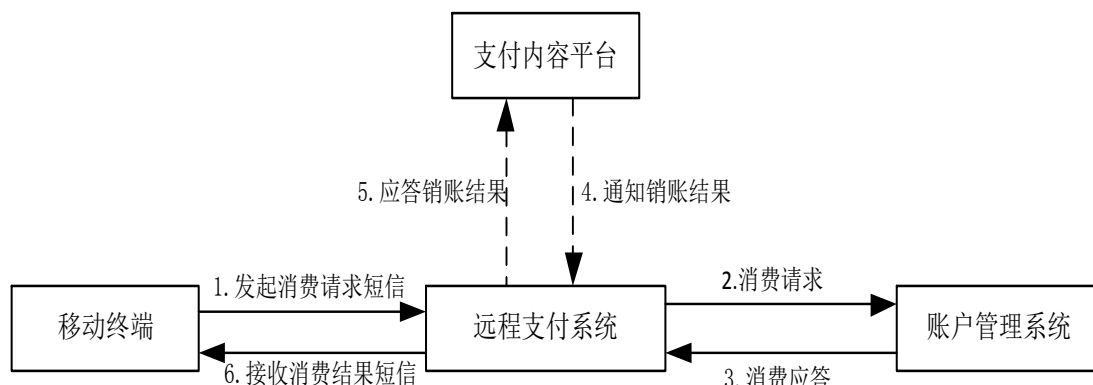 支付内容平台
5.应答销账结果
4.通知销账结果
1.发起消费请求短信
2.消费请求
移动终端
远程支付系统
账户管理系统
6.接收消费结果短信
3.消费应答